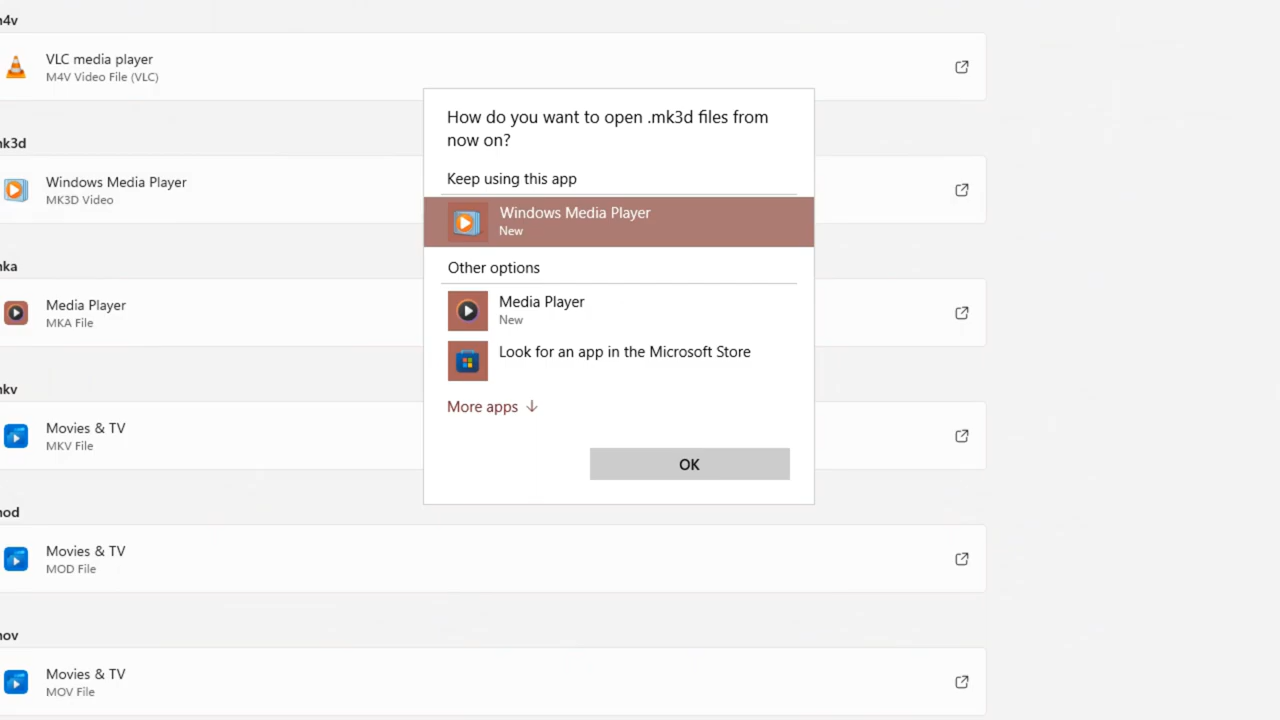 m4v
VLC media player
M4V Video File (VLC)
mk3d
Windows Media Player
MK3D Video
mka
Media Player
MKA File
mkv
Movies & TV
MKV File
mod
Movies & TV
MOD File
mov
Movies & TV
MOV File
How do you want to open .mk3d files from
now on?
Keep using this app
Windows Media Player
New
Other options
Media Player
New
Look for an app in the Microsoft Store
More apps
OK